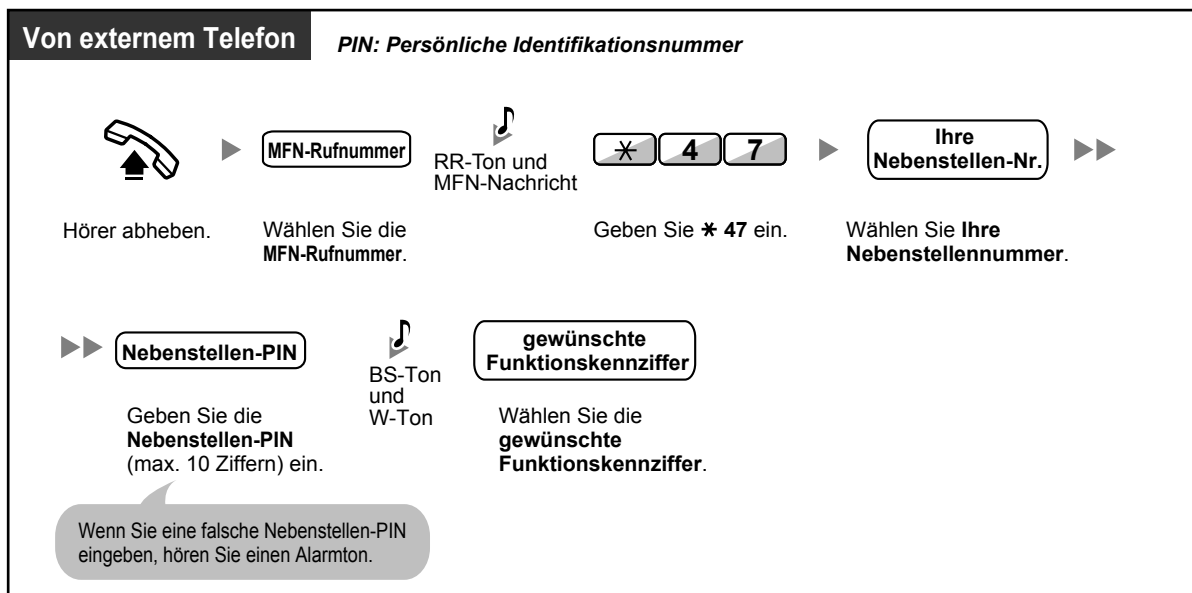 Von externem Telefon
PIN: Persönliche Identifikationsnummer
MFN-Rufnummer
RR-Ton und
MFN-Nachricht
✱ 4 7
Ihre
Nebenstellen-Nr.
Hörer abheben.
Wählen Sie die
MFN-Rufnummer.
Geben Sie ✱ 47 ein.
Wählen Sie Ihre
Nebenstellennummer.
Nebenstellen-PIN
BS-Ton
und
W-Ton
gewünschte
Funktionskennziffer
Geben Sie die
Nebenstellen-PIN
(max. 10 Ziffern) ein.
Wählen Sie die
gewünschte
Funktionskennziffer.
Wenn Sie eine falsche Nebenstellen-PIN
eingeben, hören Sie einen Alarmton.